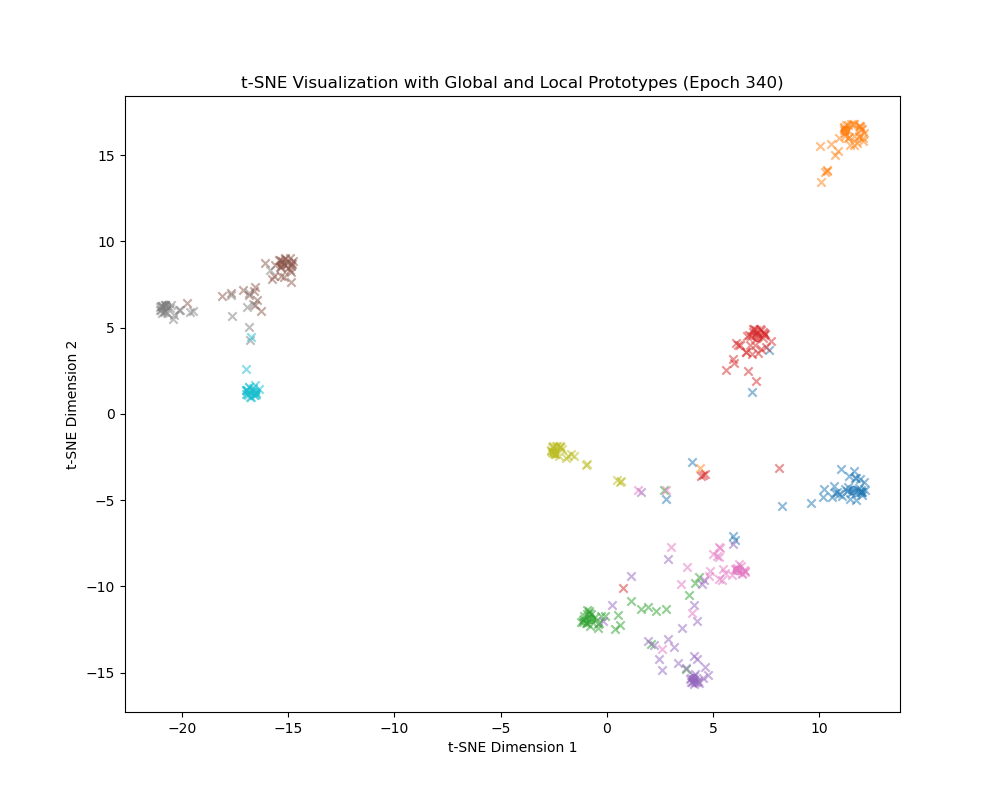 t-SNE Visualization with Global and Local Prototypes (Epoch 340)
t-SNE Dimension 2
15
10
5
0
−5
−10
−15
−20 −15 −10 −5 0 5 10
t-SNE Dimension 1